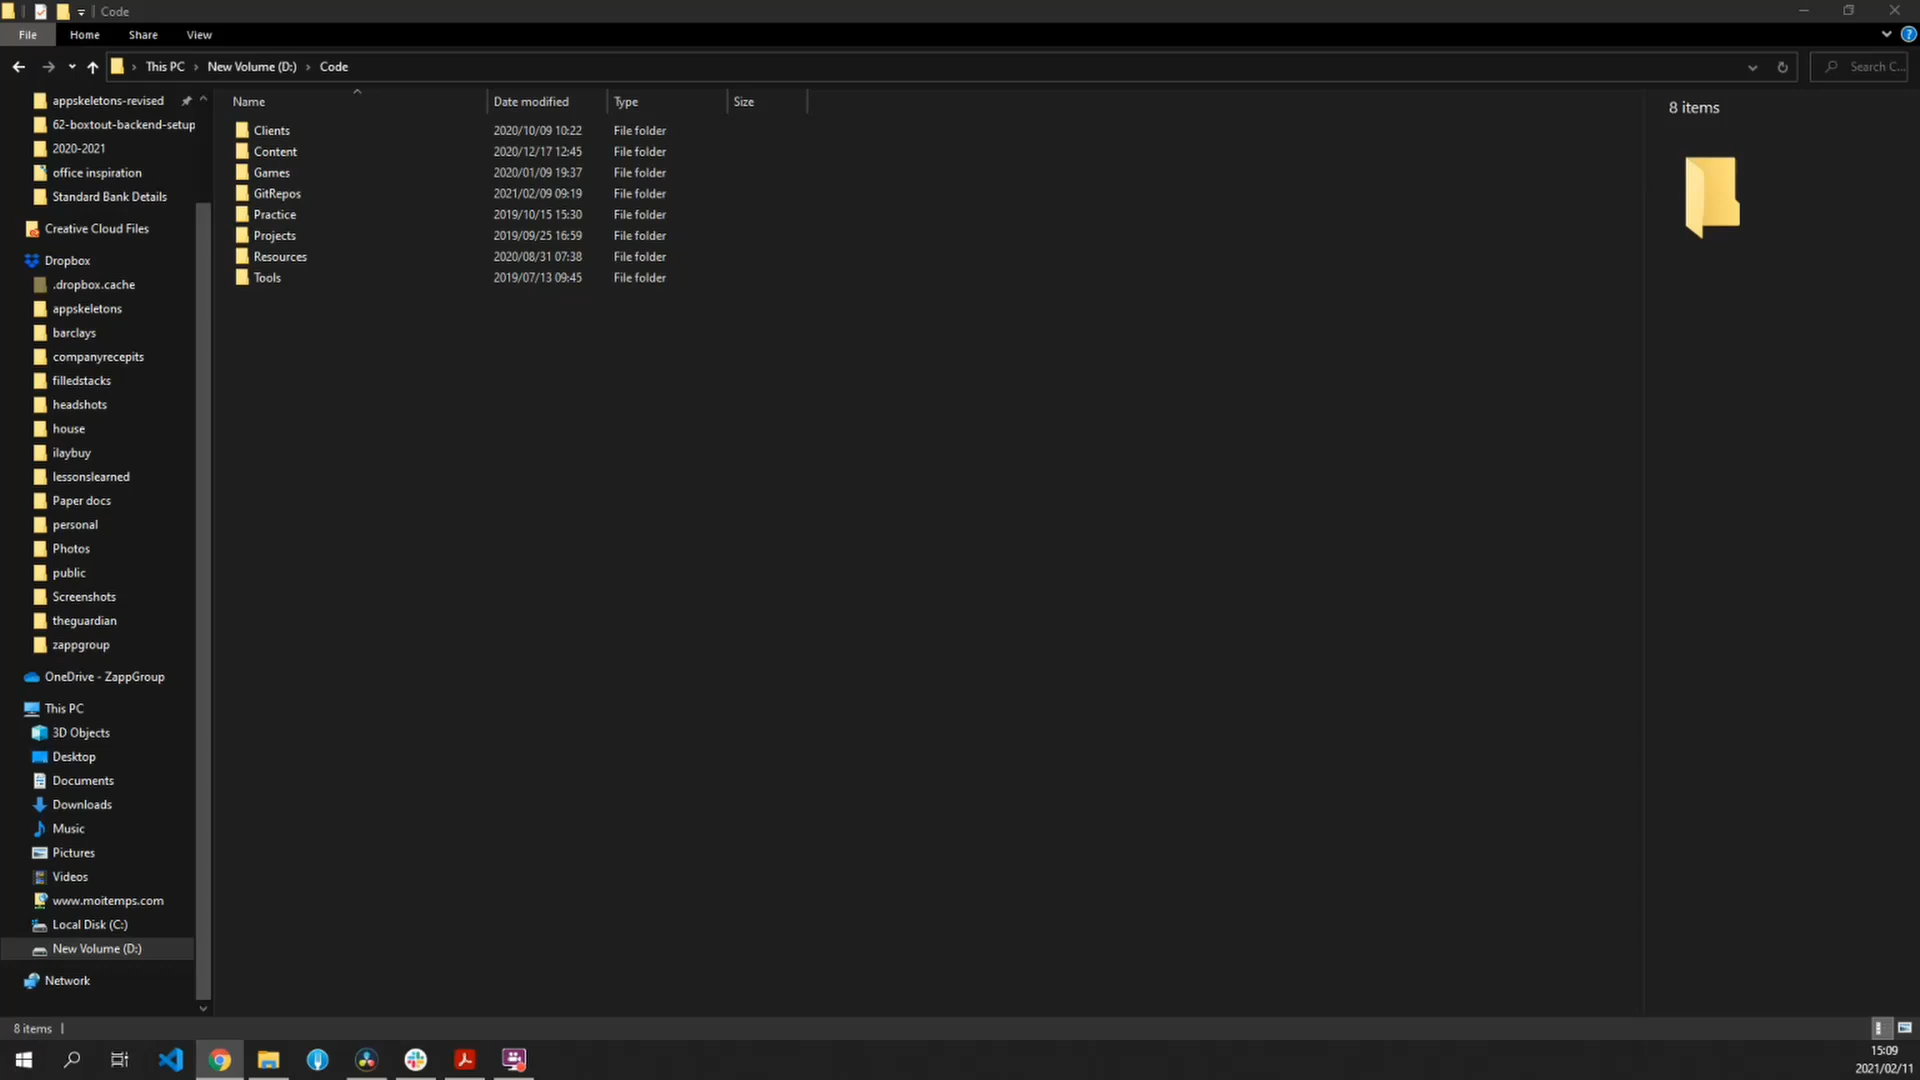 Code
File Home Share View
This PC New Volume (D:) Code Search C...
appskeletons-revised
62-boxtout-backend-setup
2020-2021
office inspiration
Standard Bank Details
Creative Cloud Files
Dropbox
.dropbox.cache
appskeletons
barclays
companyrecepits
filledstacks
headshots
house
ilaybuy
lessonslearned
Paper docs
personal
Photos
public
Screenshots
theguardian
zappgroup
OneDrive - ZappGroup
This PC
3D Objects
Desktop
Documents
Downloads
Music
Pictures
Videos
www.moitemps.com
Local Disk (C:)
New Volume (D:)
Network
Name Date modified Type Size
Clients 2020/10/09 10:22 File folder
Content 2020/12/17 12:45 File folder
Games 2020/01/09 19:37 File folder
GitRepos 2021/02/09 09:19 File folder
Practice 2019/10/15 15:30 File folder
Projects 2019/09/25 16:59 File folder
Resources 2020/08/31 07:38 File folder
Tools 2019/07/13 09:45 File folder
8 items
8 items
15:09
2021/02/11